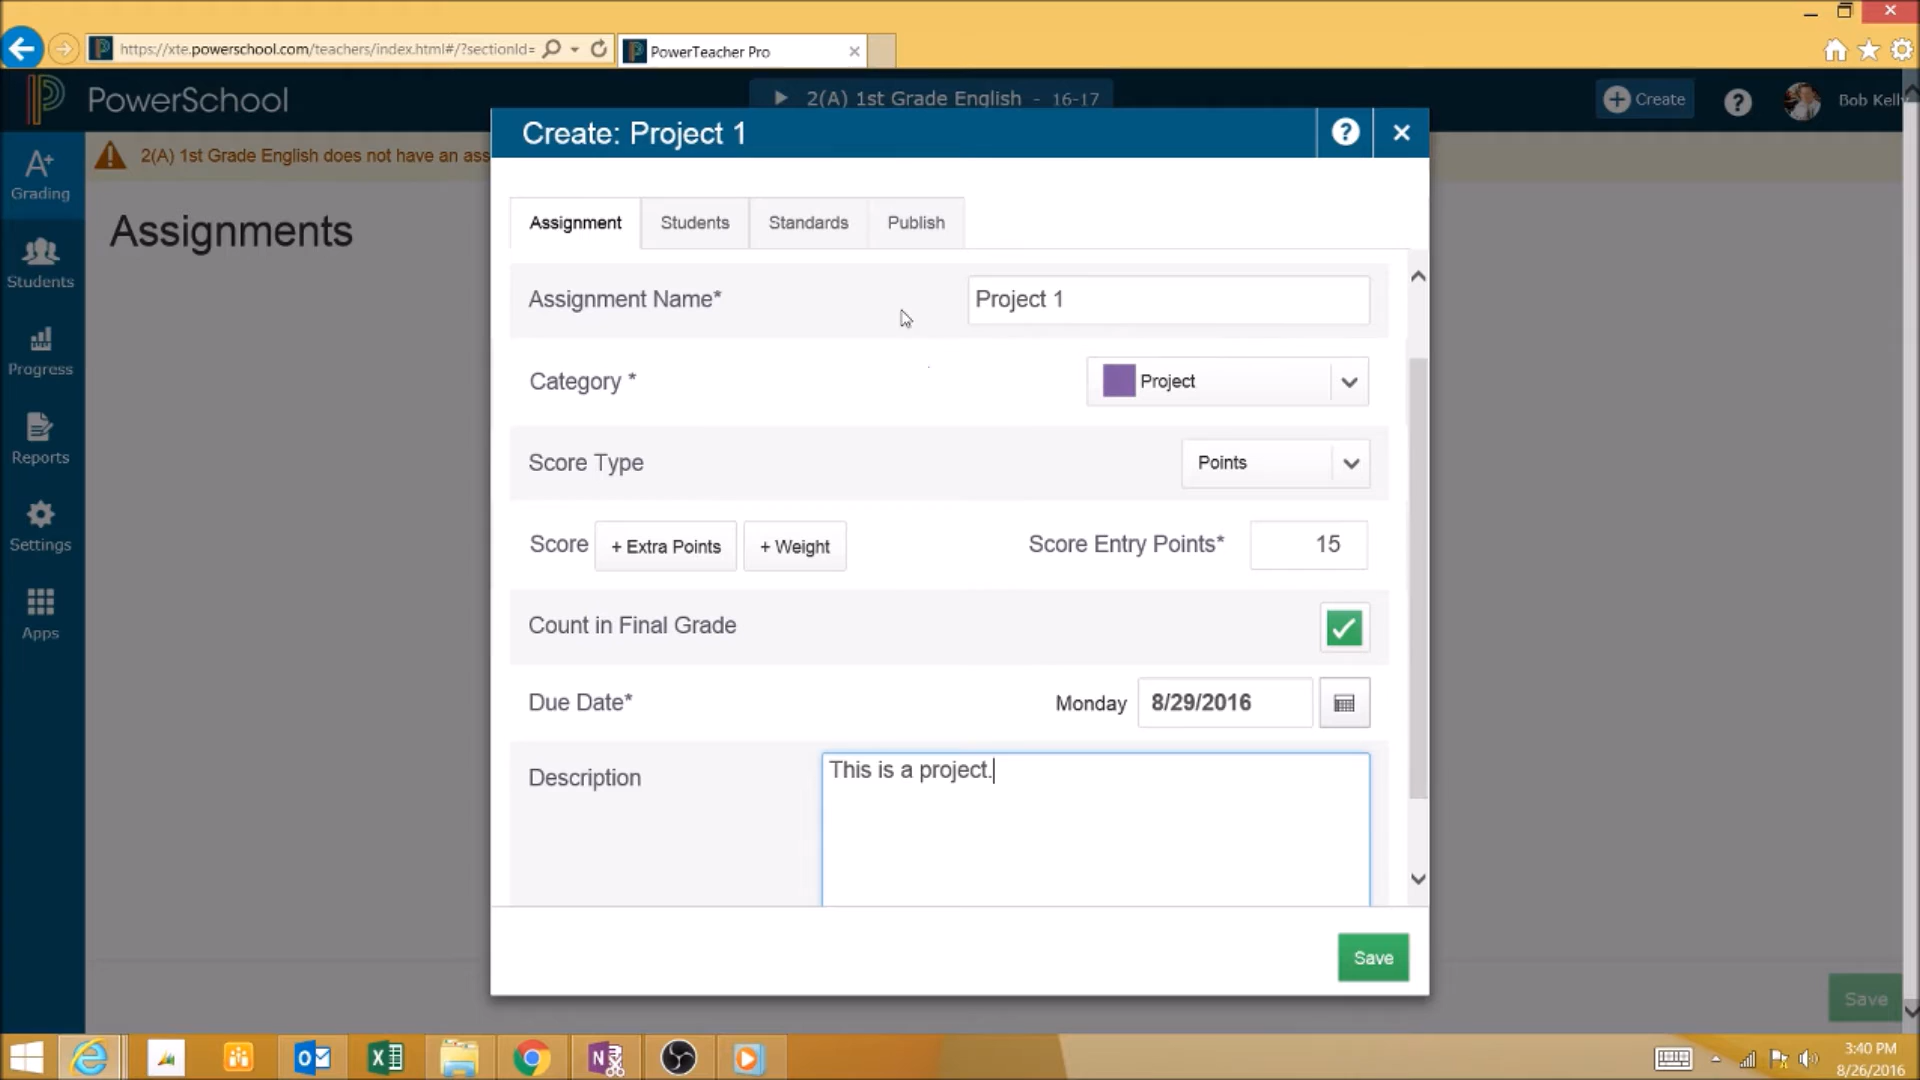 https://xte.powerschool.com/teachers/index.html#/?sectionId=
PowerTeacher Pro
PowerSchool
2(A) 1st Grade English - 16-17
Create
?
Bob Kelly
A+
Grading
Students
Progress
Reports
Settings
Apps
2(A) 1st Grade English does not have an ass
Assignments
Create: Project 1
?
Assignment
Students
Standards
Publish
Assignment Name*
Project 1
Category *
Project
Score Type
Points
Score
+ Extra Points
+ Weight
Score Entry Points*
15
Count in Final Grade
Due Date*
Monday
8/29/2016
Description
This is a project.
Save
Save
3:40 PM
8/26/2016